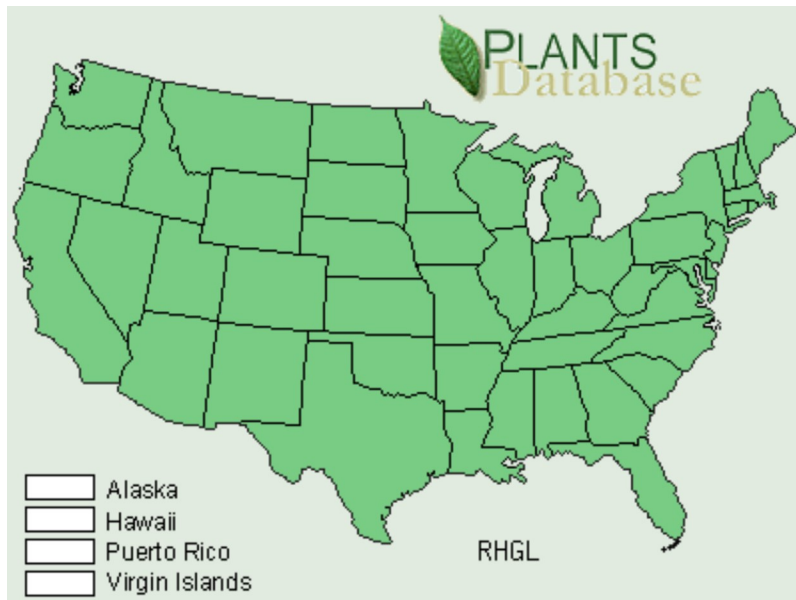 PLANTS
Database
Alaska
Hawaii
Puerto Rico
Virgin Islands
RHGL